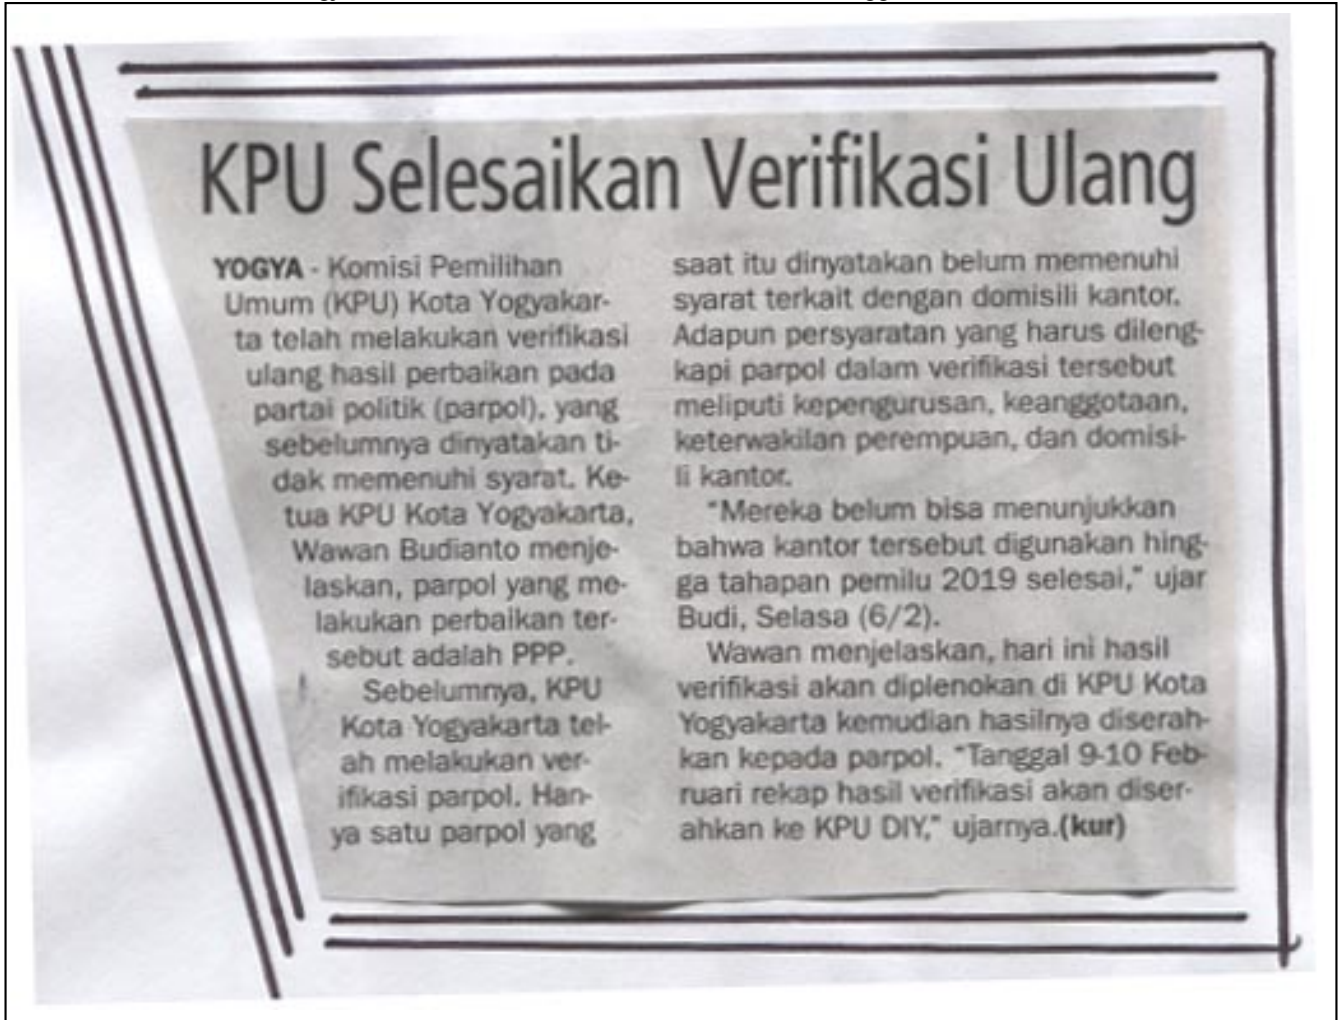 KPU Selesaikan Verifikasi Ulang
YOGYA - Komisi Pemilihan
Umum (KPU) Kota Yogyakar-
ta telah melakukan verifikasi
ulang hasil perbaikan pada
partai politik (parpol), yang
sebelumnya dinyatakan ti-
dak memenuhi syarat. Ke-
tua KPU Kota Yogyakarta,
Wawan Budianto menje-
laskan, parpol yang me-
lakukan perbaikan ter-
sebut adalah PPP.
Sebelumnya, KPU
Kota Yogyakarta tel-
ah melakukan ver-
ifikasi parpol. Han-
ya satu parpol yang
saat itu dinyatakan belum memenuhi
syarat terkait dengan domisili kantor.
Adapun persyaratan yang harus dileng-
kapi parpol dalam verifikasi tersebut
meliputi kepengurusan, keanggotaan,
keterwakilan perempuan, dan domisi-
li kantor.
"Mereka belum bisa menunjukkan
bahwa kantor tersebut digunakan hing-
ga tahapan pemilu 2019 selesai," ujar
Budi, Selasa (6/2).
Wawan menjelaskan, hari ini hasil
verifikasi akan diplenokan di KPU Kota
Yogyakarta kemudian hasilnya diserah-
kan kepada parpol. "Tanggal 9-10 Feb-
ruari rekap hasil verifikasi akan diser-
ahkan ke KPU DIY," ujarnya.(kur)